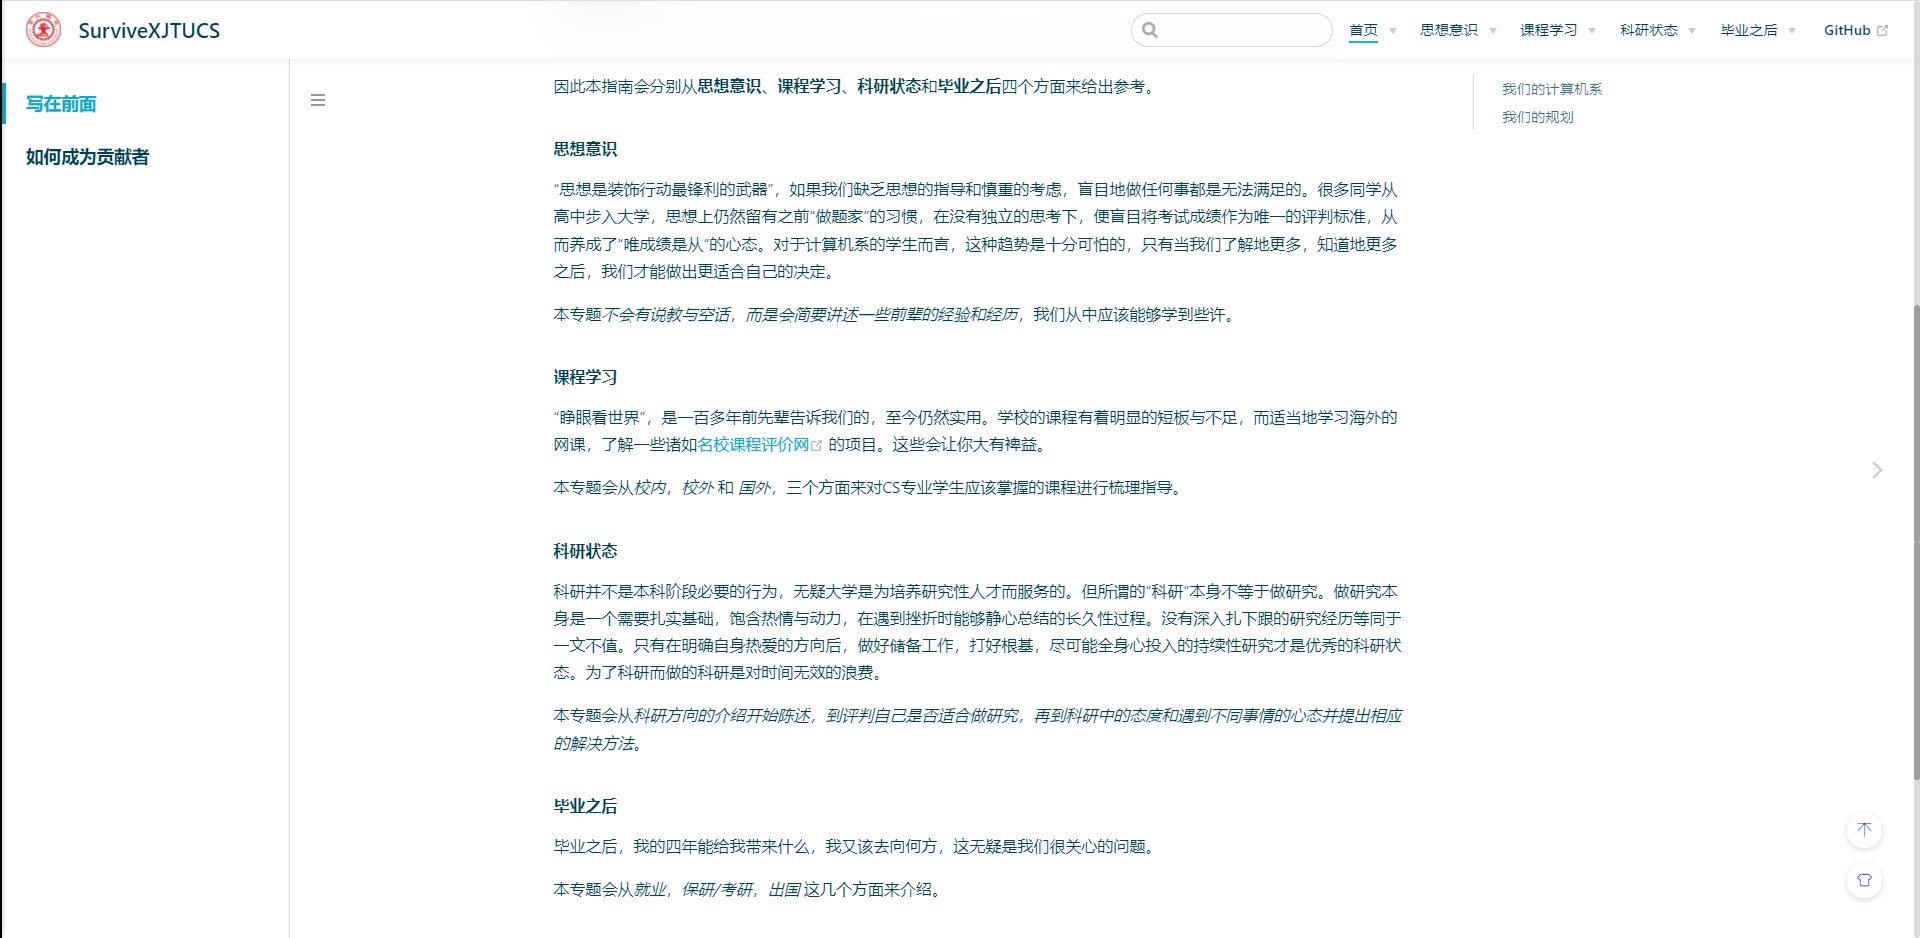 SurviveXJTUCS
首页 思想意识 课程学习 科研状态 毕业之后 GitHub
写在前面
如何成为贡献者
因此本指南会分别从思想意识、课程学习、科研状态和毕业之后四个方面来给出参考。
思想意识
“思想是装饰行动最锋利的武器”，如果我们缺乏思想的指导和慎重的考虑，盲目地做任何事都是无法满足的。很多同学从
高中步入大学，思想上仍然留有之前“做题家”的习惯，在没有独立的思考下，便盲目将考试成绩作为唯一的评判标准，从
而养成了“唯成绩是从”的心态。对于计算机系的学生而言，这种趋势是十分可怕的，只有当我们了解地更多，知道地更多
之后，我们才能做出更适合自己的决定。
本专题不会有说教与空话，而是会简要讲述一些前辈的经验和经历，我们从中应该能够学到些许。
课程学习
“睁眼看世界”，是一百多年前先辈告诉我们的，至今仍然实用。学校的课程有着明显的短板与不足，而适当地学习海外的
网课，了解一些诸如名校课程评价网 的项目。这些会让你大有裨益。
本专题会从校内，校外 和 国外，三个方面来对CS专业学生应该掌握的课程进行梳理指导。
科研状态
科研并不是本科阶段必要的行为，无疑大学是为培养研究性人才而服务的。但所谓的“科研”本身不等于做研究。做研究本
身是一个需要扎实基础，饱含热情与动力，在遇到挫折时能够静心总结的长久性过程。没有深入扎下跟的研究经历等同于
一文不值。只有在明确自身热爱的方向后，做好储备工作，打好根基，尽可能全身心投入的持续性研究才是优秀的科研状
态。为了科研而做的科研是对时间无效的浪费。
本专题会从科研方向的介绍开始陈述，到评判自己是否适合做研究，再到科研中的态度和遇到不同事情的心态并提出相应
的解决方法。
毕业之后
毕业之后，我的四年能给我带来什么，我又该去向何方，这无疑是我们很关心的问题。
本专题会从就业，保研/考研，出国 这几个方面来介绍。
我们的计算机系
我们的规划